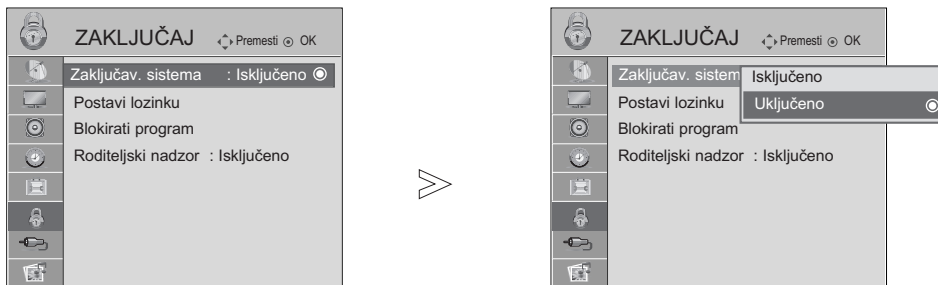 ZAKLJUČAJ Premesti OK
Zaključav. sistema : Isključeno
Postavi lozinku
Blokirati program
Roditeljski nadzor : Isključeno
ZAKLJUČAJ Premesti OK
Zaključav. sistem Isključeno
Postavi lozinku Uključeno
Blokirati program
Roditeljski nadzor : Isključeno